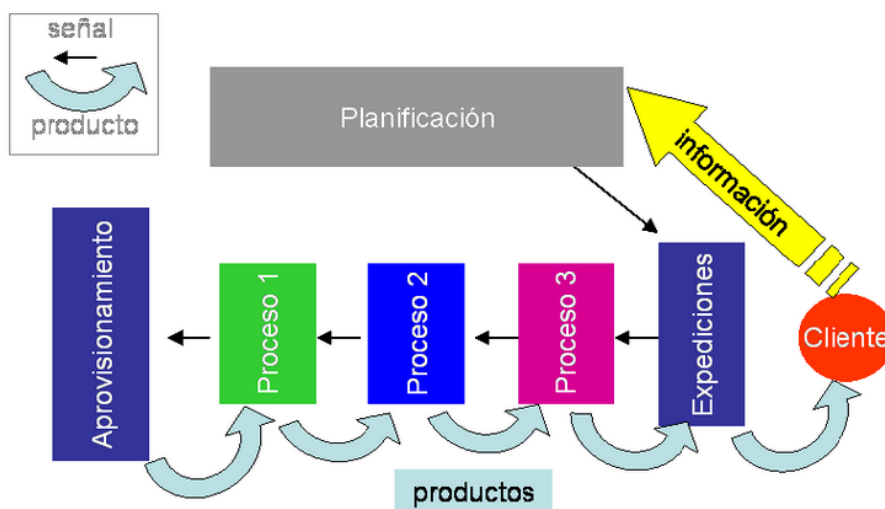 señal
producto
Planificación
información
Aprovisionamiento
Proceso 1
Proceso 2
Proceso 3
Expediciones
Cliente
productos